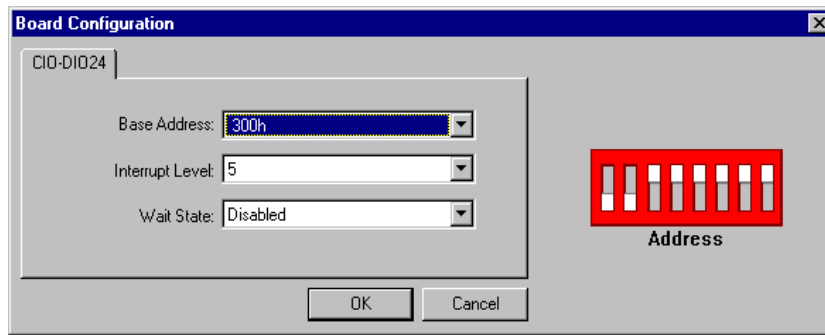 Board Configuration
CIO-DIO24
Base Address: 300h
Interrupt Level: 5
Wait State: Disabled
Address
OK Cancel